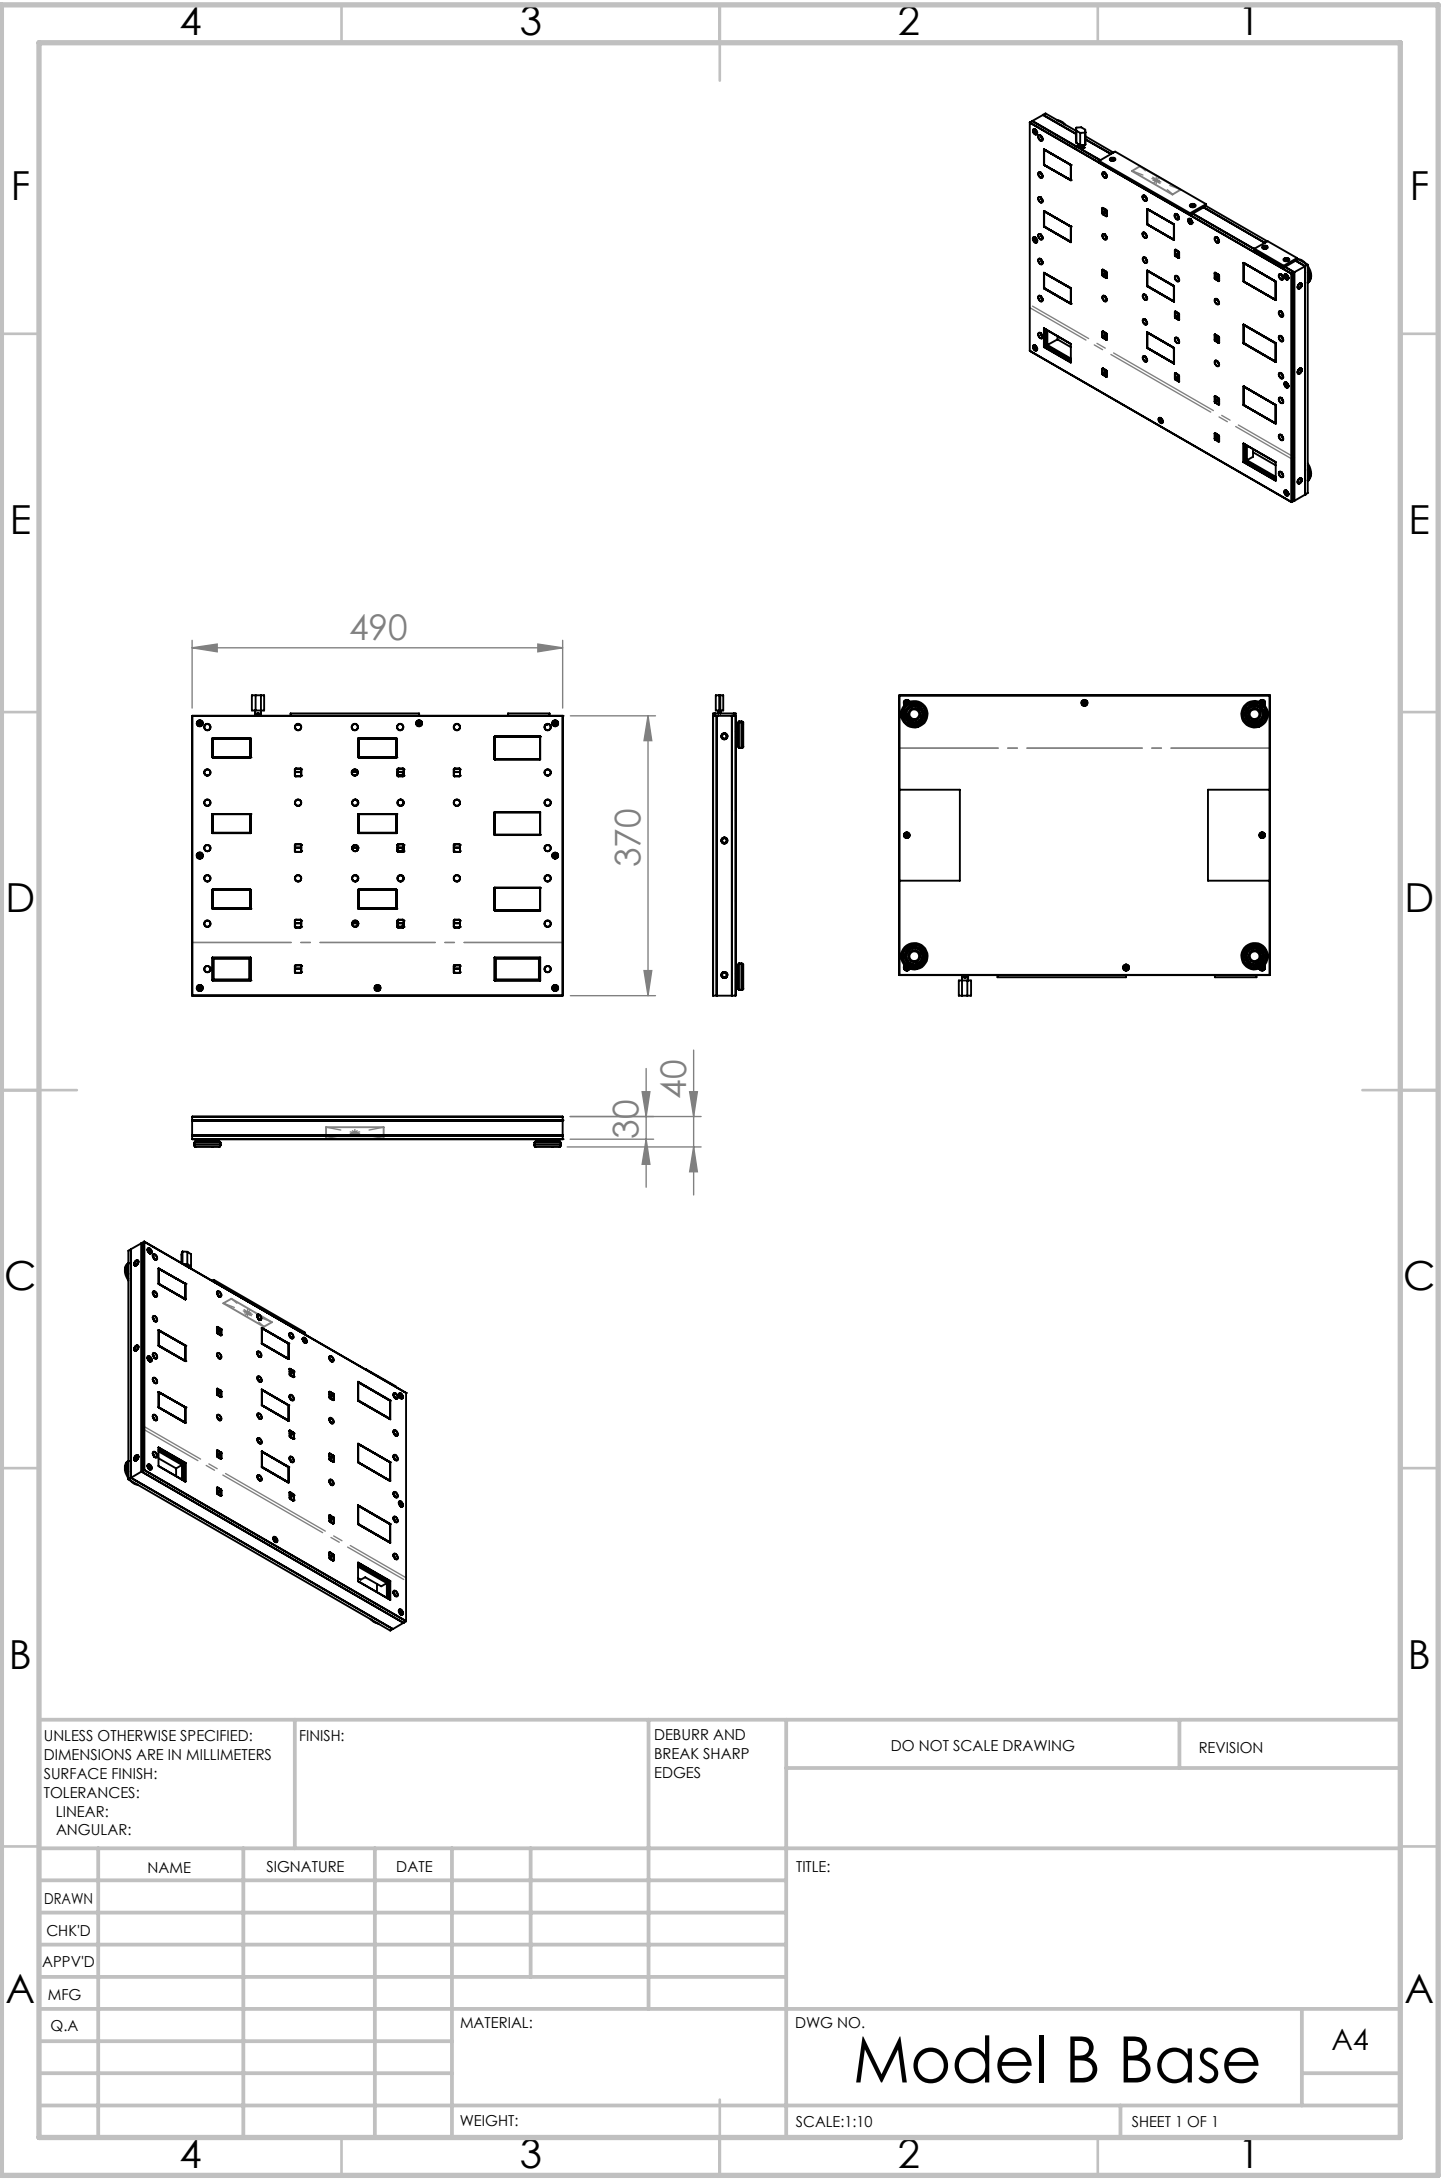 4 3 2 1
F F
E E
490
370
D D
40
30
C C
B B
UNLESS OTHERWISE SPECIFIED:
DIMENSIONS ARE IN MILLIMETERS
SURFACE FINISH:
TOLERANCES:
LINEAR:
ANGULAR:
FINISH:
DEBURR AND
BREAK SHARP
EDGES
DO NOT SCALE DRAWING
REVISION
NAME SIGNATURE DATE
TITLE:
DRAWN
CHK'D
APPV'D
A A
MFG
Q.A
MATERIAL:
DWG NO.
Model B Base
A4
WEIGHT:
SCALE:1:10
SHEET 1 OF 1
4 3 2 1